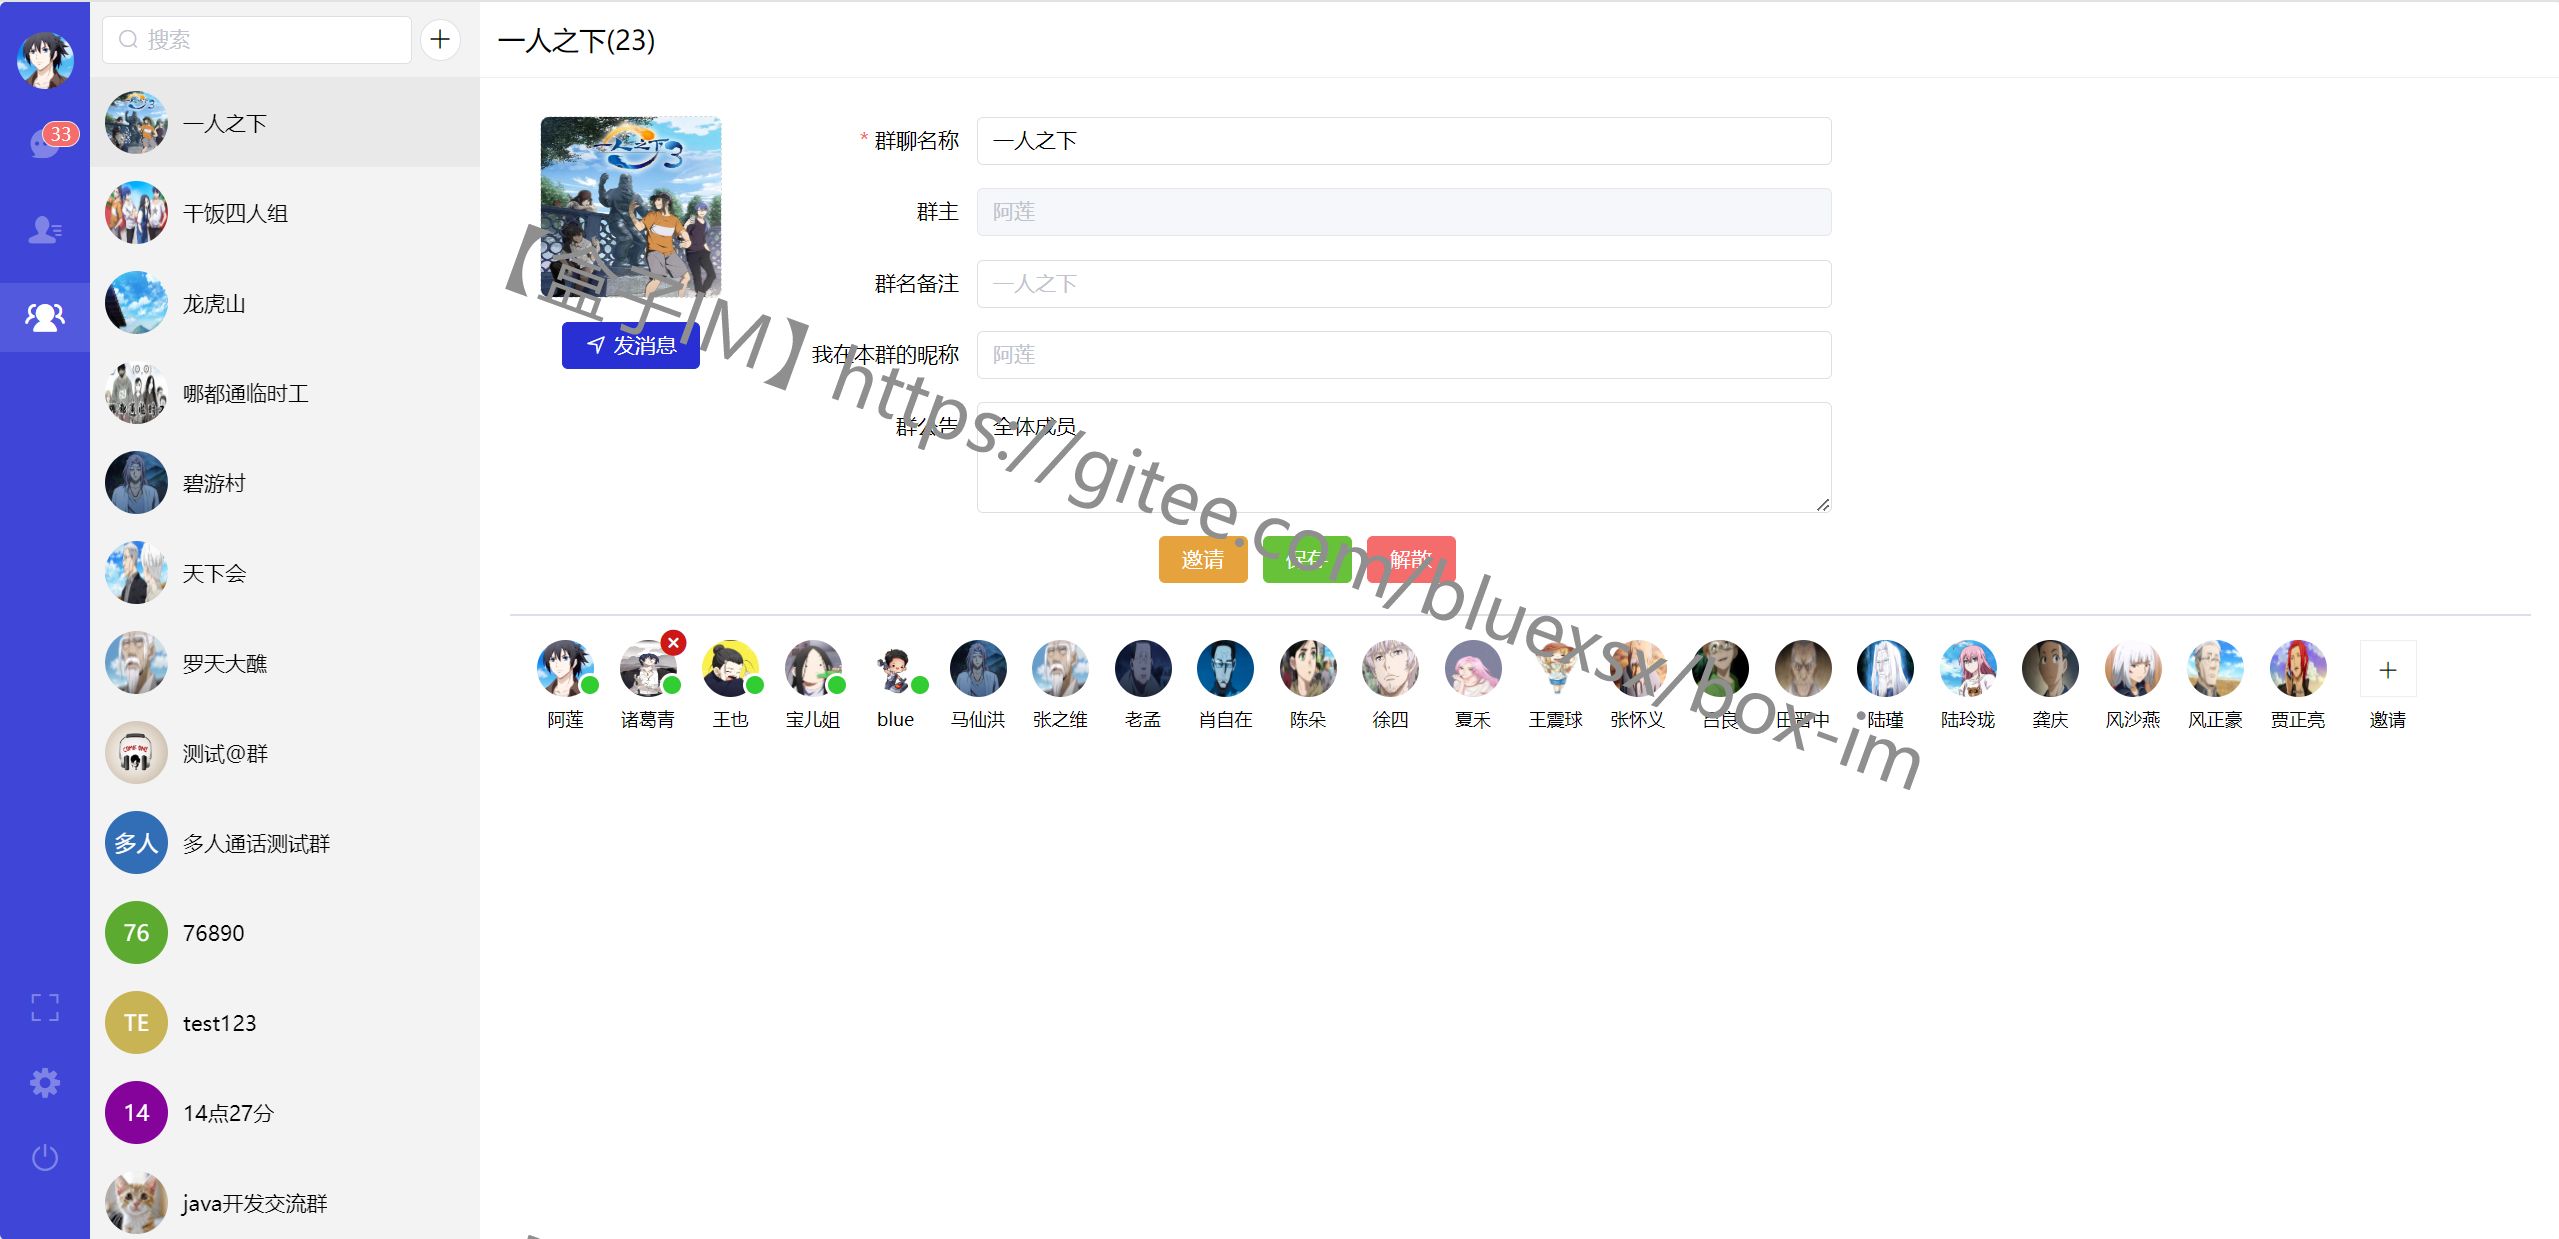 33
搜索
一人之下
干饭四人组
龙虎山
哪都通临时工
碧游村
天下会
罗天大醮
COME ON!
测试@群
多人
多人通话测试群
76
76890
TE
test123
14
14点27分
java开发交流群
一人之下(23)
一人之下3
发消息
* 群聊名称 一人之下
群主 阿莲
群名备注 一人之下
我在本群的昵称 阿莲
群公告 全体成员
邀请 保存 解散
阿莲 诸葛青 王也 宝儿姐 blue 马仙洪 张之维 老孟 肖自在 陈朵 徐四 夏禾 王震球 张怀义 吕良 田晋中 陆瑾 陆玲珑 龚庆 风沙燕 风正豪 贾正亮 邀请
【盒子IM】https://gitee.com/bluexsx/box-im